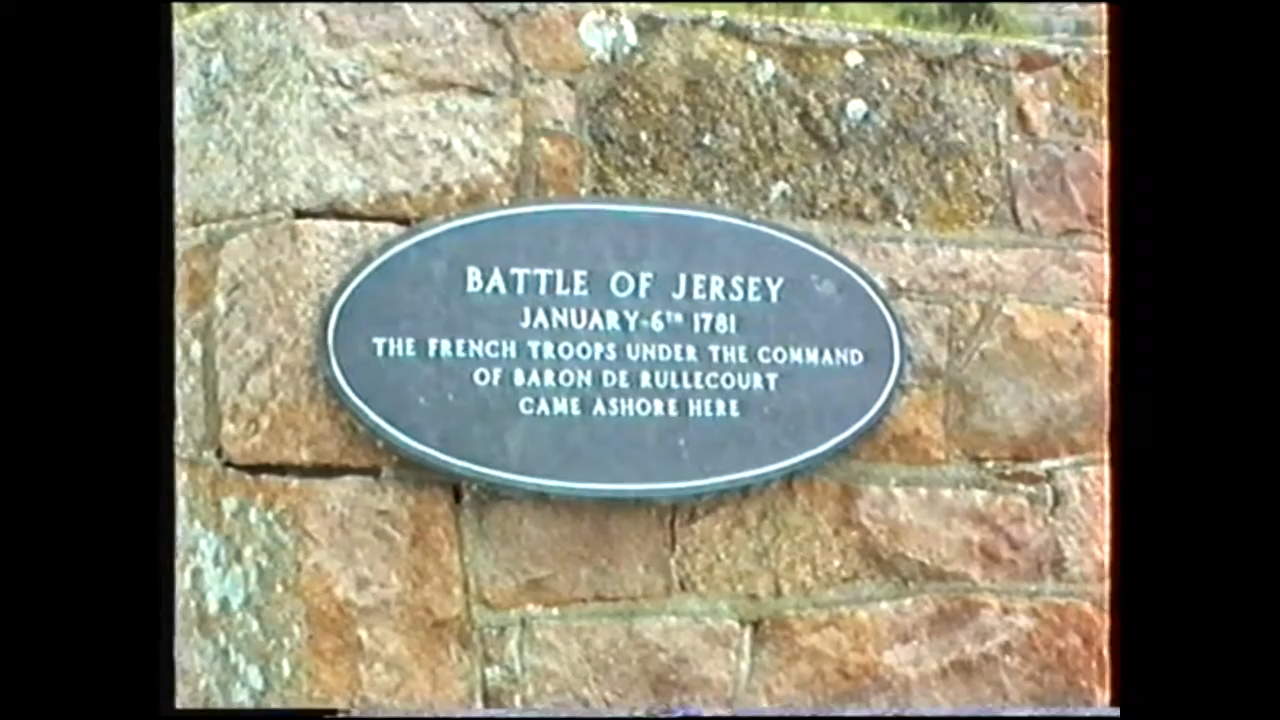 BATTLE OF JERSEY
JANUARY-6TH 1781
THE FRENCH TROOPS UNDER THE COMMAND
OF BARON DE RULLECOURT
CAME ASHORE HERE